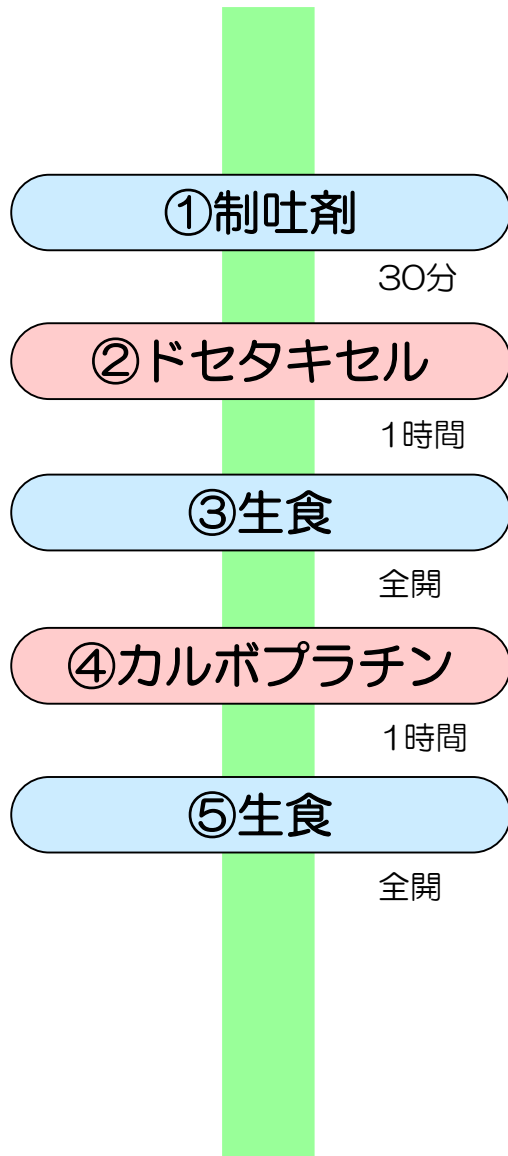 ①制吐剤
30分
②ドセタキセル
1時間
③生食
全開
④カルボプラチン
1時間
⑤生食
全開